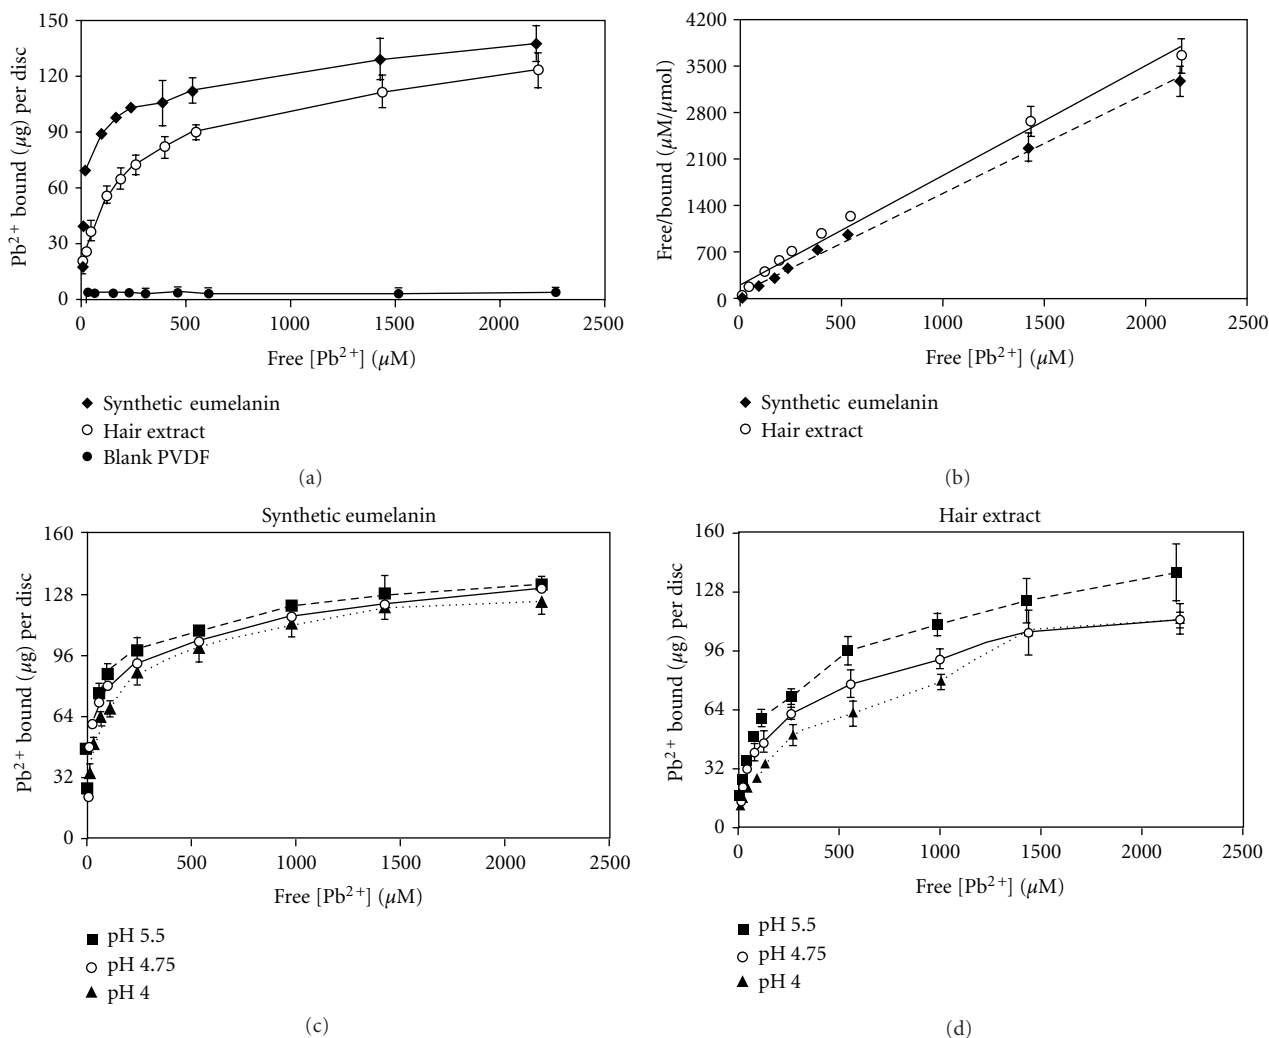 150
120
90
60
30
0
Pb2+ bound (µg) per disc
0 500 1000 1500 2000 2500
Free [Pb2+] (µM)
Synthetic eumelanin
Hair extract
Blank PVDF
(a)
4200
3500
2800
2100
1400
700
0
Free/bound (µM/µmol)
0 500 1000 1500 2000 2500
Free [Pb2+] (µM)
Synthetic eumelanin
Hair extract
(b)
Synthetic eumelanin
160
128
96
64
32
0
Pb2+ bound (µg) per disc
0 500 1000 1500 2000 2500
Free [Pb2+] (µM)
pH 5.5
pH 4.75
pH 4
(c)
Hair extract
160
128
96
64
32
0
Pb2+ bound (µg) per disc
0 500 1000 1500 2000 2500
Free [Pb2+] (µM)
pH 5.5
pH 4.75
pH 4
(d)